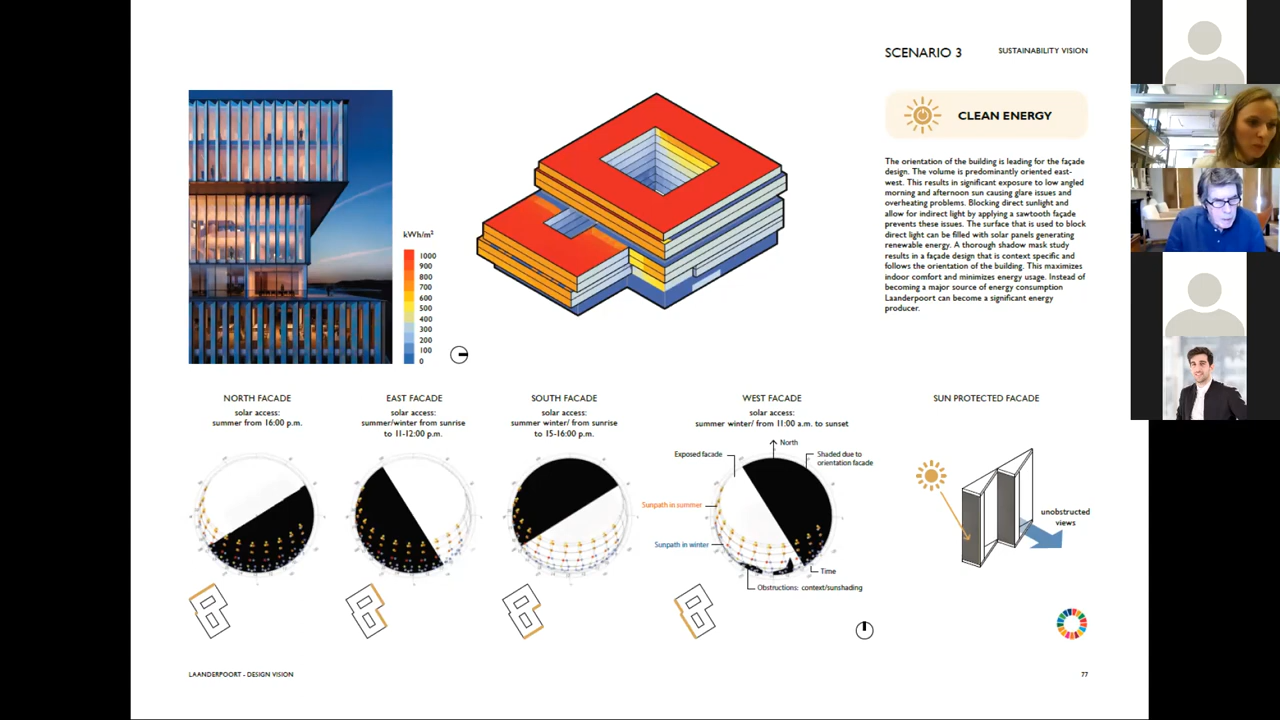 SCENARIO 3
SUSTAINABILITY VISION
CLEAN ENERGY
The orientation of the building is leading for the façade
design. The volume is predominantly oriented east-
west. This results in significant exposure to low angled
morning and afternoon sun causing glare issues and
overheating problems. Blocking direct sunlight and
allow for indirect light by applying a sawtooth façade
prevents these issues. The surface that is used to block
direct light can be filled with solar panels generating
renewable energy. A thorough shadow mask study
results in a façade design that is context specific and
follows the orientation of the building. This maximizes
indoor comfort and minimizes energy usage. Instead of
becoming a major source of energy consumption
Laanderpoort can become a significant energy
producer.
kWh/m²
1000
900
800
700
600
500
400
300
200
100
0
NORTH FACADE
solar access:
summer from 16:00 p.m.
EAST FACADE
solar access:
summer/winter from sunrise
to 11-12:00 p.m.
SOUTH FACADE
solar access:
summer winter/ from sunrise
to 15-16:00 p.m.
WEST FACADE
solar access:
summer winter/ from 11:00 a.m. to sunset
North
Exposed facade
Shaded due to
orientation facade
Sunpath in summer
Sunpath in winter
Time
Obstructions: context/sunshading
SUN PROTECTED FACADE
unobstructed
views
LAANDERPOORT - DESIGN VISION
77